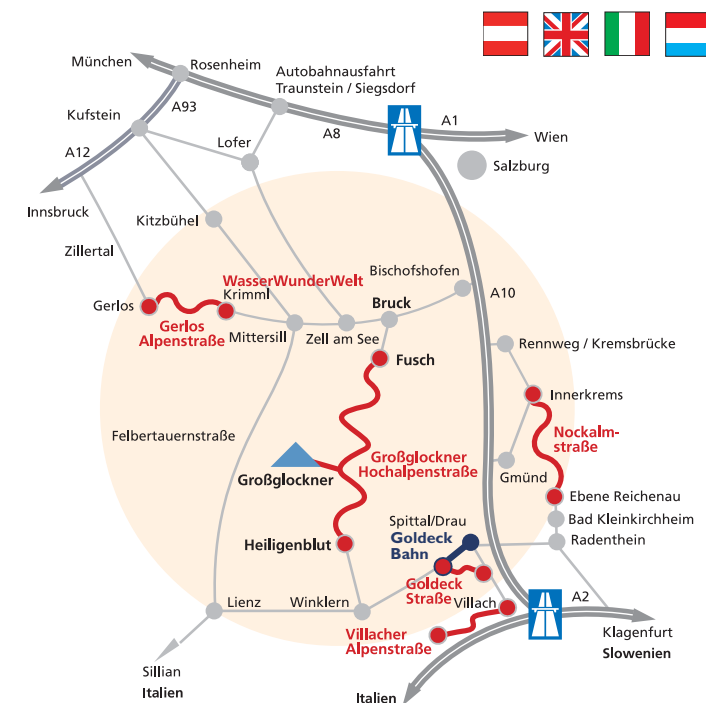 München
Rosenheim
Autobahnausfahrt
Traunstein / Siegsdorf
A93
Kufstein
A8
A1
Wien
Lofer
A12
Salzburg
Innsbruck
Kitzbühel
Zillertal
Bischofshofen
WasserWunderWelt
Krimml
A10
Gerlos
Bruck
Gerlos
Alpenstraße
Mittersill
Zell am See
Rennweg / Kremsbrücke
Fusch
Innerkrems
Felbertauernstraße
Nockalm-
straße
Großglockner
Hochalpenstraße
Großglockner
Gmünd
Ebene Reichenau
Spittal/Drau
Bad Kleinkirchheim
Goldeck
Bahn
Radenthein
Heiligenblut
Goldeck
Straße
Lienz
Winklern
Villach
A2
Villacher
Alpenstraße
Klagenfurt
Slowenien
Sillian
Italien
Italien